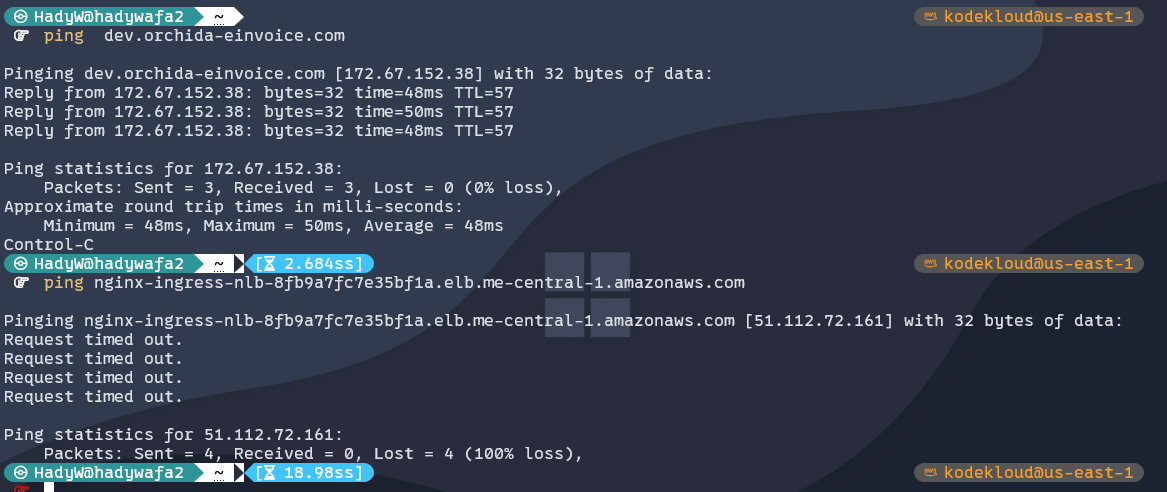 HadyW@hadywafa2 ~ kodekloud@us-east-1
ping dev.orchida-einvoice.com
Pinging dev.orchida-einvoice.com [172.67.152.38] with 32 bytes of data:
Reply from 172.67.152.38: bytes=32 time=48ms TTL=57
Reply from 172.67.152.38: bytes=32 time=50ms TTL=57
Reply from 172.67.152.38: bytes=32 time=48ms TTL=57
Ping statistics for 172.67.152.38:
Packets: Sent = 3, Received = 3, Lost = 0 (0% loss),
Approximate round trip times in milli-seconds:
Minimum = 48ms, Maximum = 50ms, Average = 48ms
Control-C
HadyW@hadywafa2 ~ [⌛ 2.684ss] kodekloud@us-east-1
ping nginx-ingress-nlb-8fb9a7fc7e35bf1a.elb.me-central-1.amazonaws.com
Pinging nginx-ingress-nlb-8fb9a7fc7e35bf1a.elb.me-central-1.amazonaws.com [51.112.72.161] with 32 bytes of data:
Request timed out.
Request timed out.
Request timed out.
Request timed out.
Ping statistics for 51.112.72.161:
Packets: Sent = 4, Received = 0, Lost = 4 (100% loss),
HadyW@hadywafa2 ~ [⌛ 18.98ss] kodekloud@us-east-1